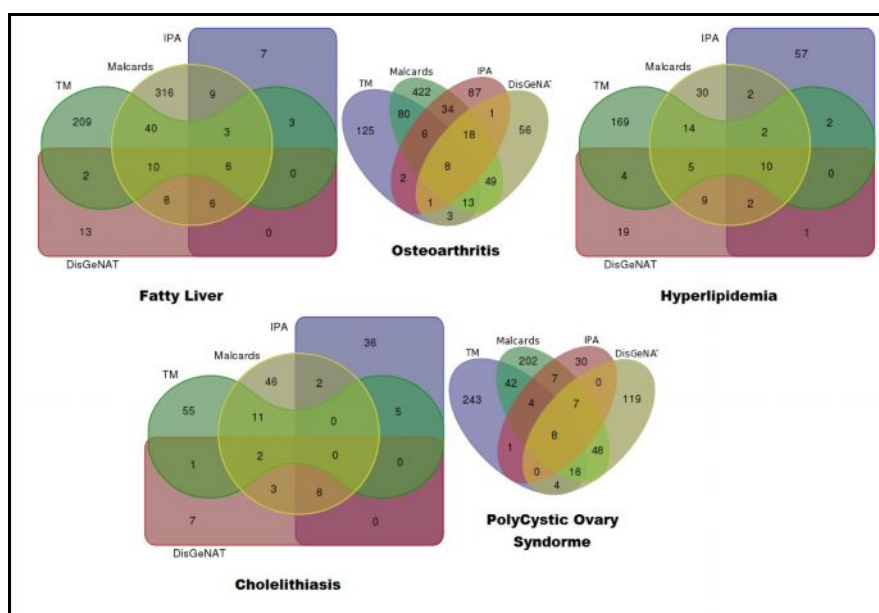 IPA
7
Malcards
TM
316
9
209
40
3
3
2
10
6
0
8
6
13
0
DisGeNAT
Fatty Liver
Malcards
IPA
TM
DisGeNAT
422
87
80
34
1
125
6
18
56
8
2
49
1
13
3
Osteoarthritis
IPA
57
Malcards
TM
30
2
169
14
2
2
4
5
10
0
9
2
19
1
DisGeNAT
Hyperlipidemia
IPA
36
Malcards
TM
46
2
55
11
0
5
1
2
0
0
3
6
7
0
DisGeNAT
Cholelithiasis
Malcards
IPA
TM
DisGeNAT
202
30
42
7
0
243
4
7
119
8
1
48
0
16
4
PolyCystic Ovary
Syndorme